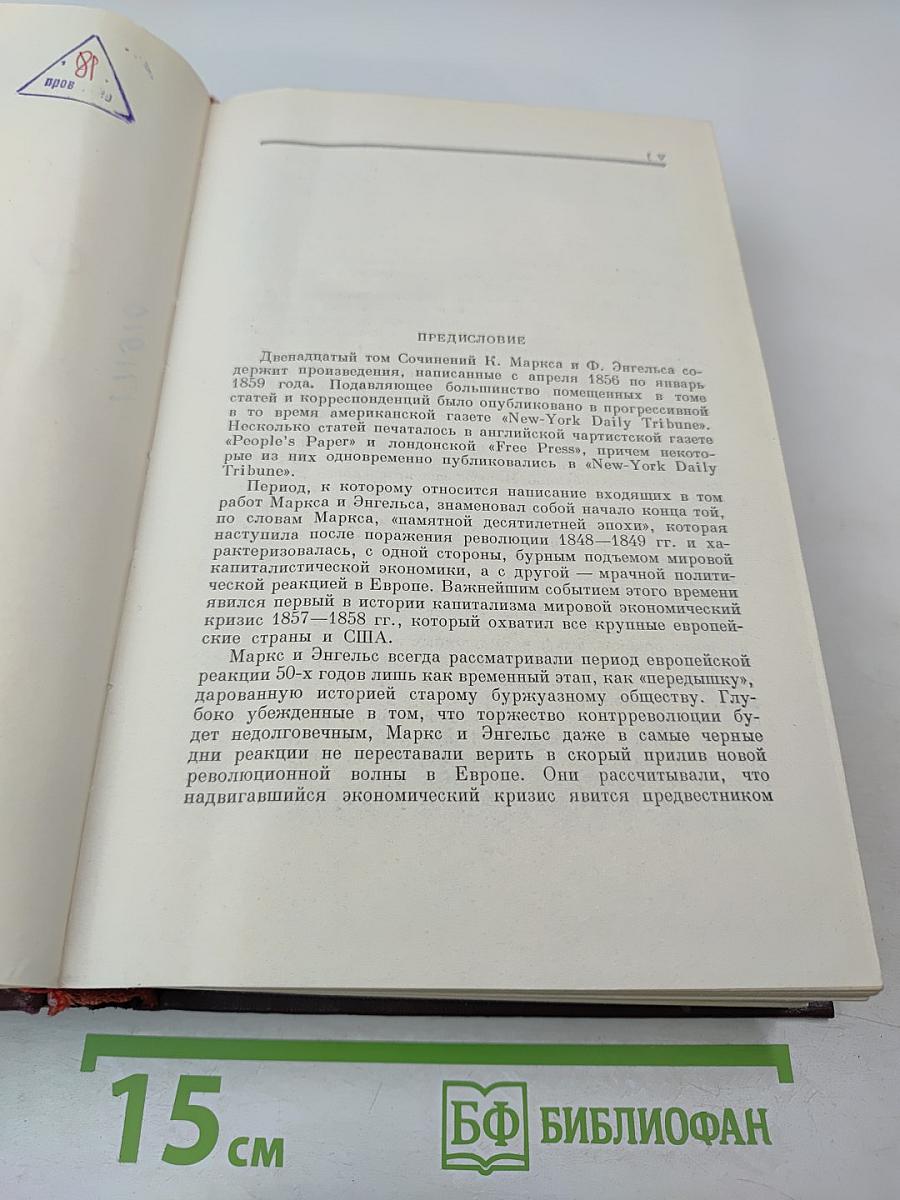 81
пров
ПРЕДИСЛОВИЕ
Двенадцатый том Сочинений К. Маркса и Ф. Энгельса со-
держит произведения, написанные с апреля 1856 по январь
1859 года. Подавляющее большинство помещенных в томе
статей и корреспонденций было опубликовано в прогрессивной
в то время американской газете «New-York Daily Tribune».
Несколько статей печаталось в английской чартистской газете
«People's Paper» и лондонской «Free Press», причем некото-
рые из них одновременно публиковались в «New-York Daily
Tribune».
Период, к которому относится написание входящих в том
работ Маркса и Энгельса, знаменовал собой начало конца той,
по словам Маркса, «памятной десятилетней эпохи», которая
наступила после поражения революции 1848—1849 гг. и ха-
рактеризовалась, с одной стороны, бурным подъемом мировой
капиталистической экономики, а с другой — мрачной полити-
ческой реакцией в Европе. Важнейшим событием этого времени
явился первый в истории капитализма мировой экономический
кризис 1857—1858 гг., который охватил все крупные европей-
ские страны и США.
Маркс и Энгельс всегда рассматривали период европейской
реакции 50-х годов лишь как временный этап, как «передышку»,
дарованную историей старому буржуазному обществу. Глу-
боко убежденные в том, что торжество контрреволюции бу-
дет недолговечным, Маркс и Энгельс даже в самые черные
дни реакции не переставали верить в скорый прилив новой
революционной волны в Европе. Они рассчитывали, что
надвигавшийся экономический кризис явится предвестником
15 см
БФ БИБЛИОФАН